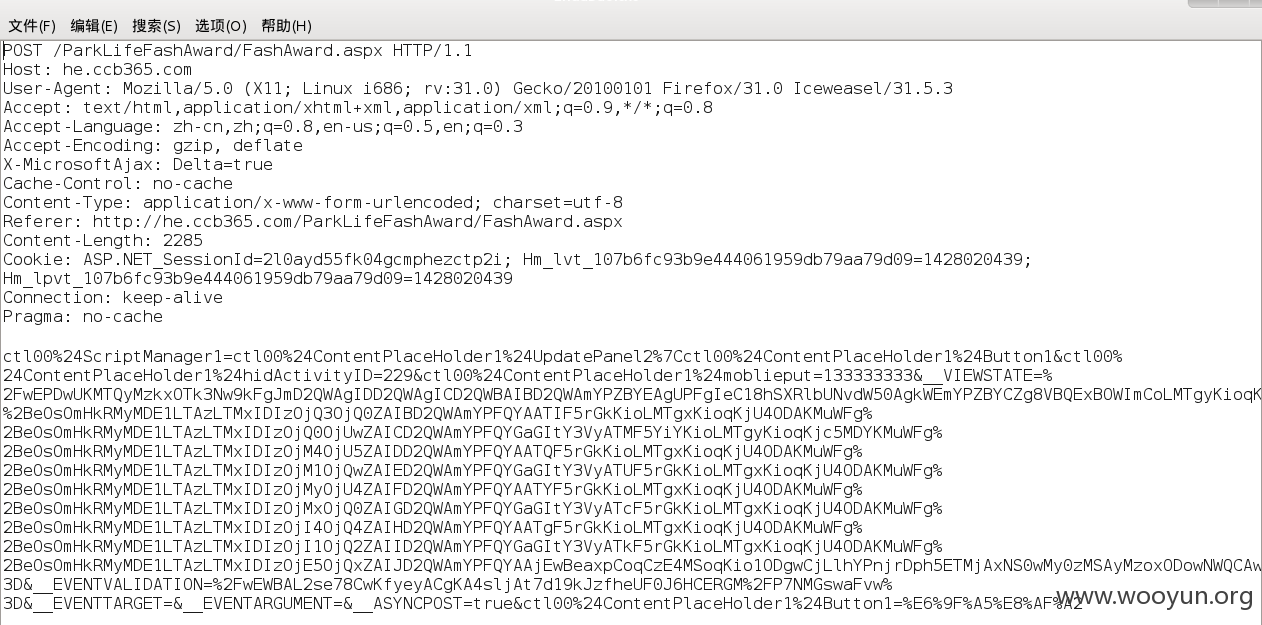 文件(F) 编辑(E) 搜索(S) 选项(O) 帮助(H)
POST /ParkLifeFashAward/FashAward.aspx HTTP/1.1
Host: he.ccb365.com
User-Agent: Mozilla/5.0 (X11; Linux i686; rv:31.0) Gecko/20100101 Firefox/31.0 Iceweasel/31.5.3
Accept: text/html,application/xhtml+xml,application/xml;q=0.9,*/*;q=0.8
Accept-Language: zh-cn,zh;q=0.8,en-us;q=0.5,en;q=0.3
Accept-Encoding: gzip, deflate
X-MicrosoftAjax: Delta=true
Cache-Control: no-cache
Content-Type: application/x-www-form-urlencoded; charset=utf-8
Referer: http://he.ccb365.com/ParkLifeFashAward/FashAward.aspx
Content-Length: 2285
Cookie: ASP.NET_SessionId=2l0ayd55fk04gcmphezctp2i; Hm_lvt_107b6fc93b9e444061959db79aa79d09=1428020439;
Hm_lpvt_107b6fc93b9e444061959db79aa79d09=1428020439
Connection: keep-alive
Pragma: no-cache
ctl00%24ScriptManager1=ctl00%24ContentPlaceHolder1%24UpdatePanel2%7Cctl00%24ContentPlaceHolder1%24Button1&ctl00%
24ContentPlaceHolder1%24hidActivityID=229&ctl00%24ContentPlaceHolder1%24moblieput=133333333&__VIEWSTATE=%
2FwEPDwUKMTQyMzkxOTk3Nw9kFgJmD2QWAgIDD2QWAgICD2QWBAIBD2QWAmYPZBYEAgUPFgIeC18hSXRlbUNvdW50AgkWEmYPZBYCZg8VBQExBOWImCoLMTgyKioqK
%2BeOsOmHkRMyMDE1LTAzLTMxIDIzOjQ3OjQ0ZAIBD2QWAmYPFQYAATIF5rGkKioLMTgxKioqKjU4ODAKMuWFg%
2BeOsOmHkRMyMDE1LTAzLTMxIDIzOjQ0OjUwZAICD2QWAmYPFQYGaGItY3VyATMF5YiYKioLMTgyKioqKjc5MDYKMuWFg%
2BeOsOmHkRMyMDE1LTAzLTMxIDIzOjM4OjU5ZAIDD2QWAmYPFQYAATQF5rGkKioLMTgxKioqKjU4ODAKMuWFg%
2BeOsOmHkRMyMDE1LTAzLTMxIDIzOjM1OjQwZAIED2QWAmYPFQYGaGItY3VyATUF5rGkKioLMTgxKioqKjU4ODAKMuWFg%
2BeOsOmHkRMyMDE1LTAzLTMxIDIzOjMyOjU4ZAIFD2QWAmYPFQYAATYF5rGkKioLMTgxKioqKjU4ODAKMuWFg%
2BeOsOmHkRMyMDE1LTAzLTMxIDIzOjMxOjQ0ZAIGD2QWAmYPFQYGaGItY3VyATcF5rGkKioLMTgxKioqKjU4ODAKMuWFg%
2BeOsOmHkRMyMDE1LTAzLTMxIDIzOjI4OjQ4ZAIHD2QWAmYPFQYAATgF5rGkKioLMTgxKioqKjU4ODAKMuWFg%
2BeOsOmHkRMyMDE1LTAzLTMxIDIzOjI1OjQ2ZAIID2QWAmYPFQYGaGItY3VyATkF5rGkKioLMTgxKioqKjU4ODAKMuWFg%
2BeOsOmHkRMyMDE1LTAzLTMxIDIzOjE5OjQxZAIJD2QWAmYPFQYAAjEwBeaxpCoqCzE4MSoqKio1ODgwCjLlhYPnjrDph5ETMjAxNS0wMy0zMSAyMzoxODowNWQCAw
3D&__EVENTVALIDATION=%2FwEWBAL2se78CwKfyeyACgKA4sljAt7d19kJzfheUF0J6HCERGM%2FP7NMGswaFvw%
3D&__EVENTTARGET=&__EVENTARGUMENT=&__ASYNCPOST=true&ctl00%24ContentPlaceHolder1%24Button1=%E6%9F%A5%E8%AF%A2
www.wooyun.org